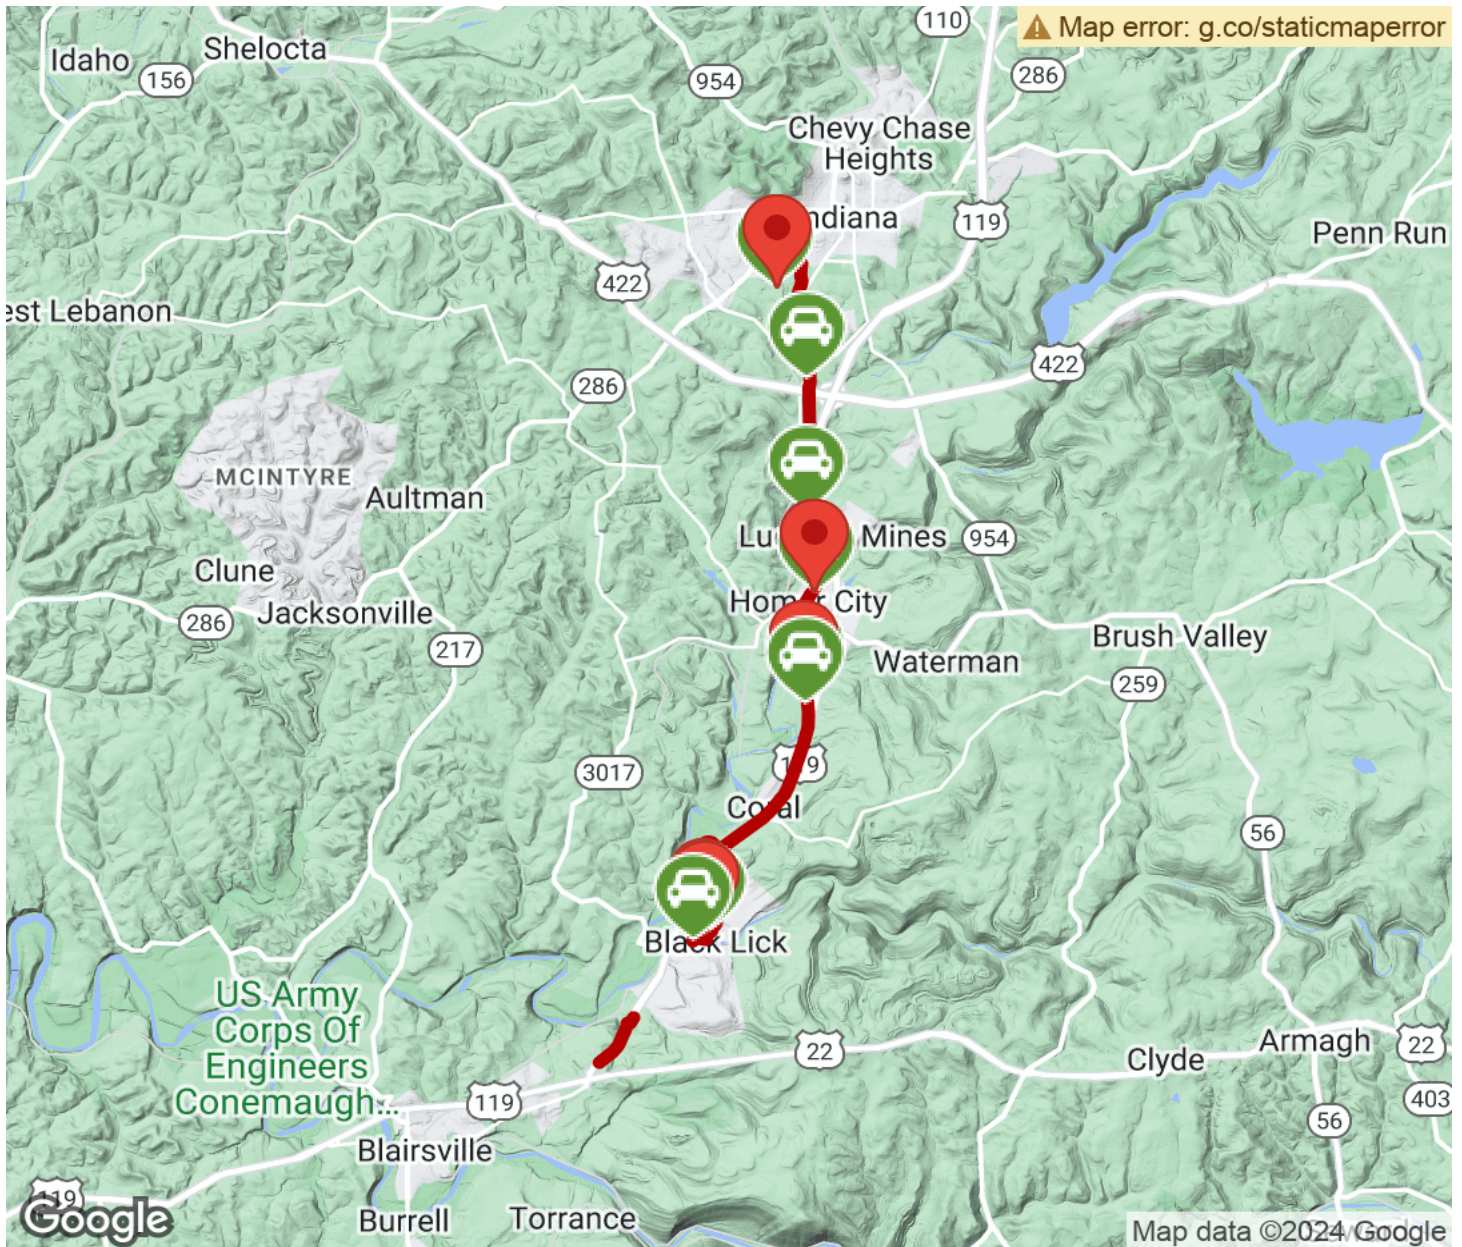 110
Map error: g.co/staticmaperror
Idaho
Shelocta
156
954
286
Chevy Chase
Heights
ndiana
119
Penn Run
422
est Lebanon
422
286
MCINTYRE
Aultman
Mines
954
Clune
Jacksonville
286
City
217
Brush Valley
Waterman
259
3017
Coral
56
Black Lick
US Army
Corps Of
Engineers
Conemaugh...
22
Armagh
22
Clyde
119
403
56
Blairsville
119
Google
Burrell
Torrance
Map data ©2024 Google